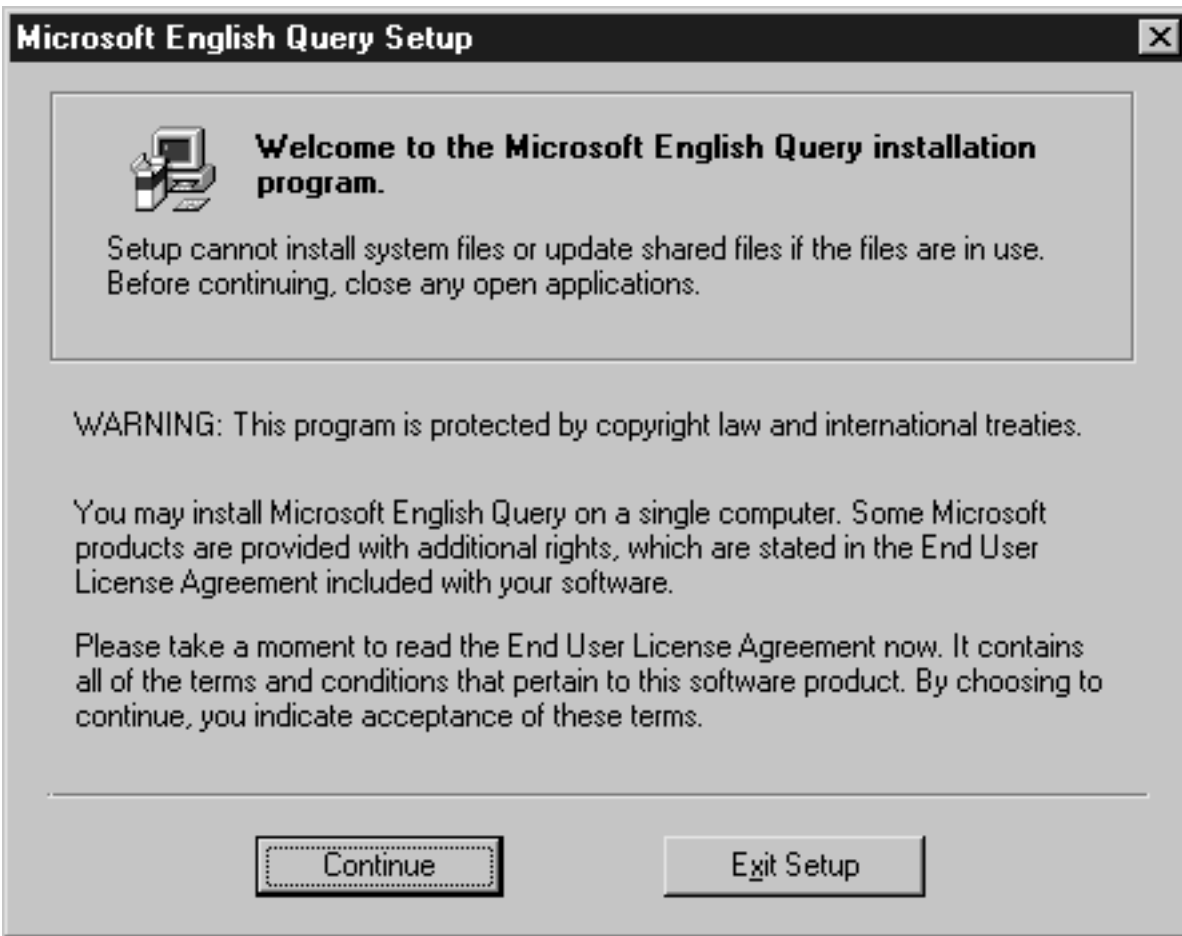 Microsoft English Query Setup
Welcome to the Microsoft English Query installation
program.
Setup cannot install system files or update shared files if the files are in use.
Before continuing, close any open applications.
WARNING: This program is protected by copyright law and international treaties.
You may install Microsoft English Query on a single computer. Some Microsoft
products are provided with additional rights, which are stated in the End User
License Agreement included with your software.
Please take a moment to read the End User License Agreement now. It contains
all of the terms and conditions that pertain to this software product. By choosing to
continue, you indicate acceptance of these terms.
Continue
Exit Setup